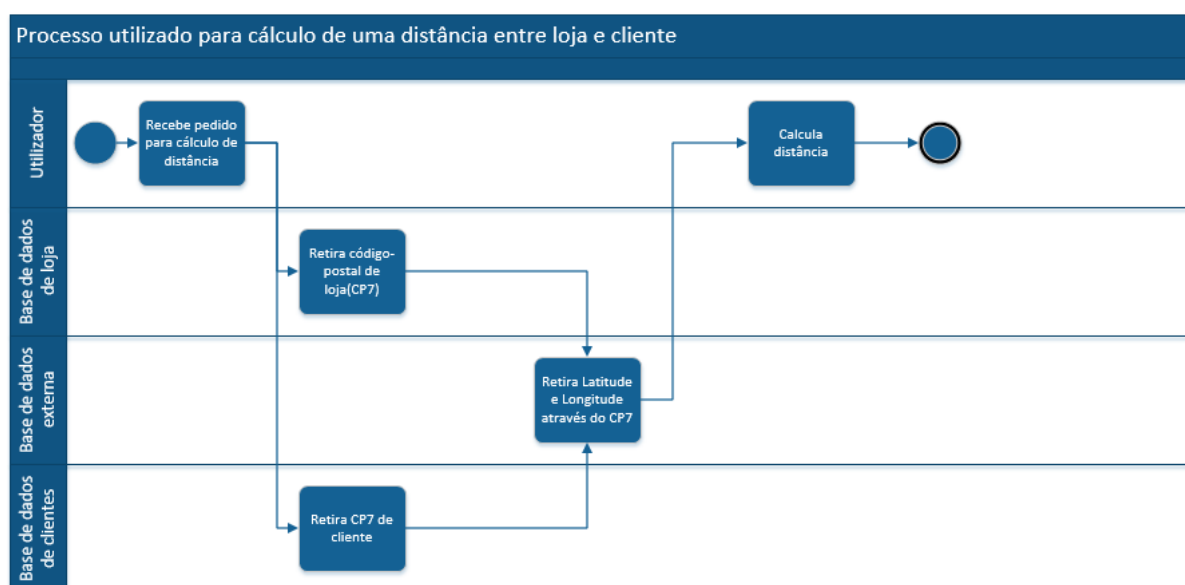 Processo utilizado para cálculo de uma distância entre loja e cliente
Utilizador
Recebe pedido
para cálculo de
distância
Calcula
distância
Base de dados
de loja
Retira código-
postal de
loja(CP7)
Base de dados
externa
Retira Latitude
e Longitude
através do CP7
Base de dados
de clientes
Retira CP7 de
cliente